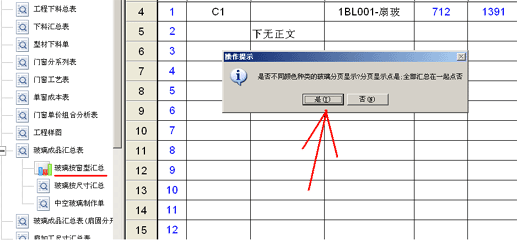 工程下料总表
下料汇总表
型材下料单
门窗分系列表
门窗工艺表
单窗成本表
门窗单价组合分析表
工程样图
玻璃成品汇总表
玻璃按窗型汇总
玻璃按尺寸汇总
中空玻璃制作单
玻璃成品汇总表(扇固分开
4 1 C1 1BL001-扇玻 712 1391
5 2 下无正文
6 3
7 4
8 5
9 6
10 7
11 8
12 9
13 10
14 11
15 12
操作提示
是否不同颜色种类的玻璃分页显示?分页显示点是;全部汇总在一起点否
是(Y) 否(N)